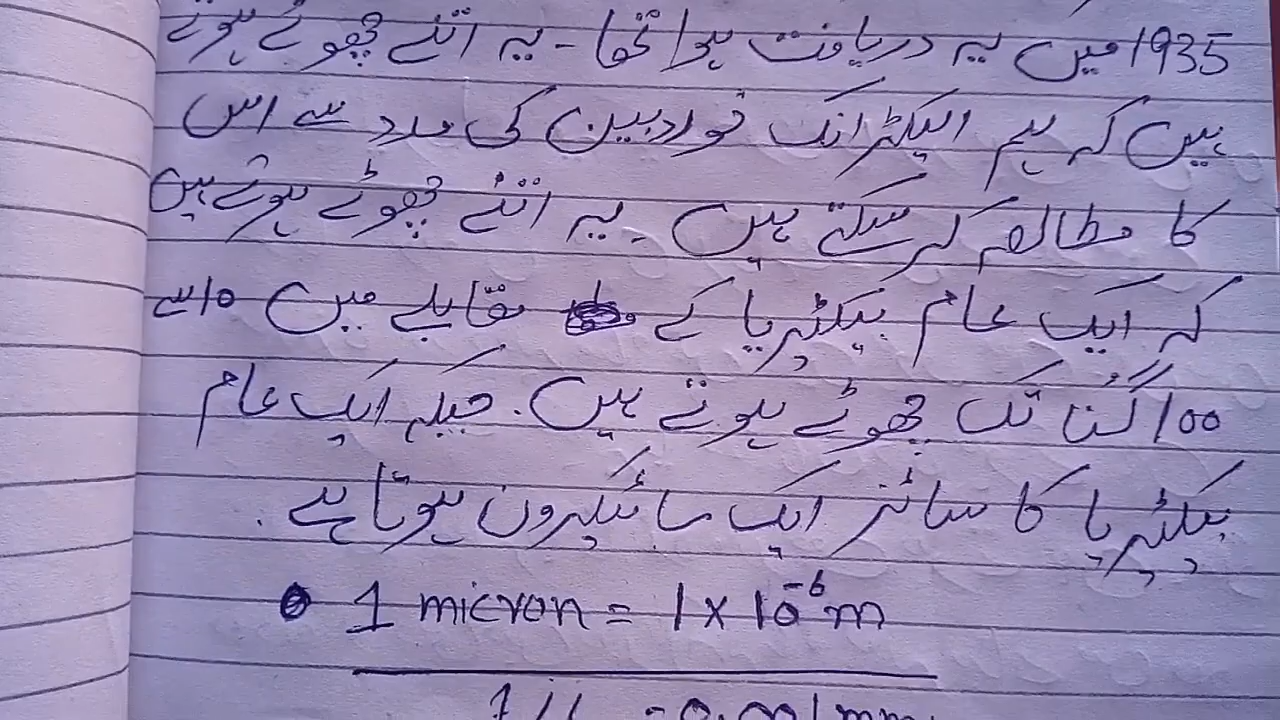 1935 میں یہ دریافت ہوا تھا - یہ اتنے چھوٹے ہوتے
ہیں کہ ہم الیکٹرانک خوردبین کی مدد سے اس
کا مطالعہ کر سکتے ہیں - یہ اتنے چھوٹے ہوتے ہیں
کہ ایک عام بیکٹیریا کے مقابلے میں 10 سے
100 گنا تک چھوٹے ہوتے ہیں. جبکہ ایک عام
بیکٹیریا کا سائز ایک مائیکرون ہوتا ہے.
1 micron = 1 x 10⁻⁶ m